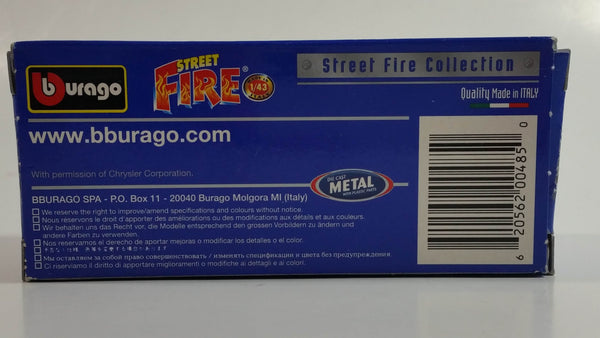 Burago
STREET
FIRE®
1/43
Street Fire Collection
Quality Made in ITALY
www.bburago.com
With permission of Chrysler Corporation.
DIE CAST
METAL
WITH PLASTIC PARTS
BBURAGO SPA - P.O. Box 11 - 20040 Burago Molgora MI (Italy)
We reserve the right to improve/amend specifications and colours without notice.
Nous réservons le droit d'apporter des améliorations ou des modifications aux détails et aux couleurs.
Wir behalten uns das Recht vor, die Modelle entsprechend den grossen Vorbildern zu ändern und
andere Farben zu verwenden.
Nos reservamos el derecho de aportar mejoras o modificar los detalles o el color.
Мы оставляем за собой право совершенствовать / изменять спецификации и цвета без предупреждения.
Ci riserviamo il diritto di apportare miglioramenti o modifiche ai dettagli e ai colori.
6 20562 00485 0